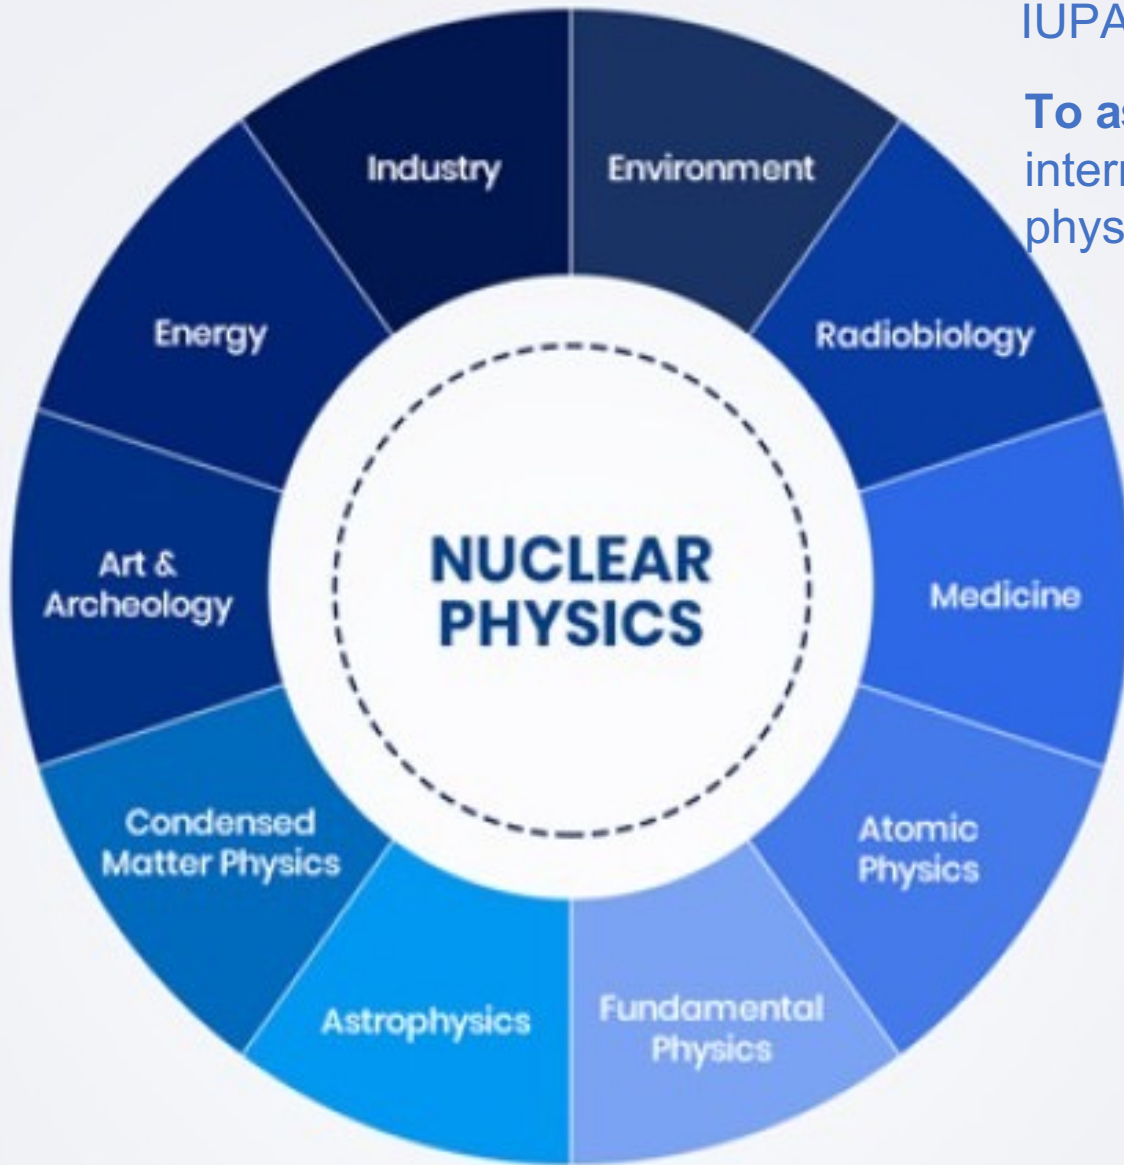 IUPA
To as
inter
phys
Industry
Environment
Energy
Radiobiology
Art &
Archeology
NUCLEAR
PHYSICS
Medicine
Condensed
Matter Physics
Atomic
Physics
Astrophysics
Fundamental
Physics